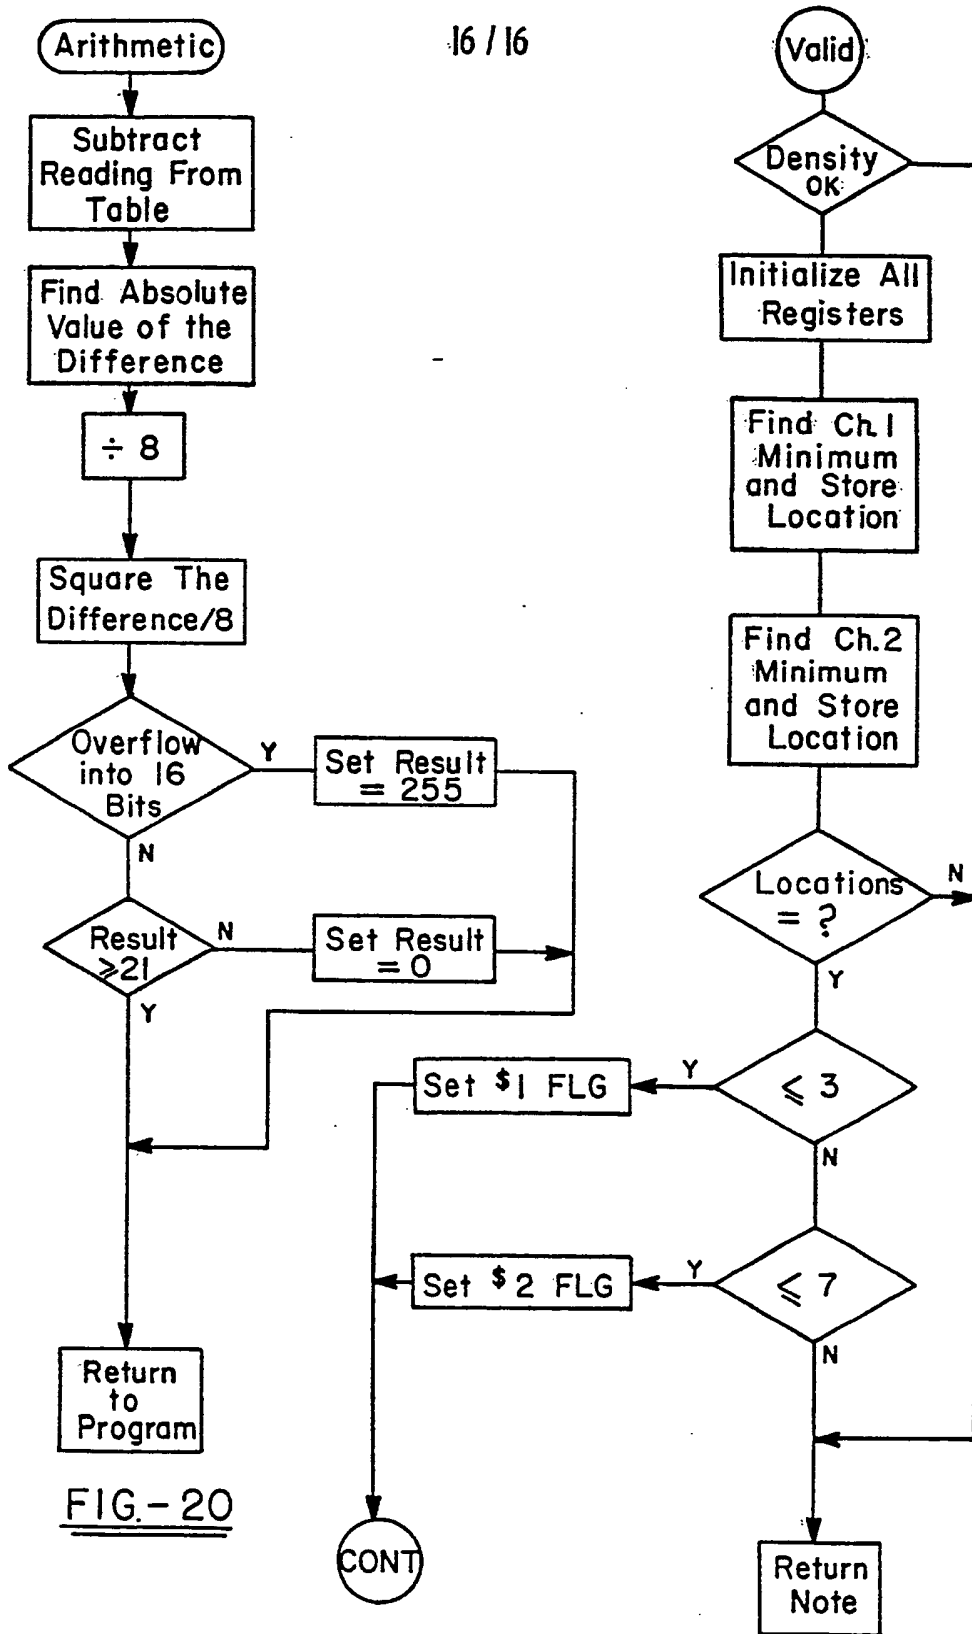 16/16
Arithmetic
Subtract
Reading From
Table
Find Absolute
Value of the
Difference
÷ 8
Square The
Difference/8
Overflow
into 16
Bits
Y
Set Result
= 255
N
Result
≥21
N
Set Result
= 0
Y
Return
to
Program
FIG.-20
Valid
Density
OK
Initialize All
Registers
Find Ch.1
Minimum
and Store
Location
Find Ch.2
Minimum
and Store
Location
Locations
= ?
N
Y
≤ 3
Y
Set $1 FLG
N
≤ 7
Y
Set $2 FLG
N
CONT
Return
Note